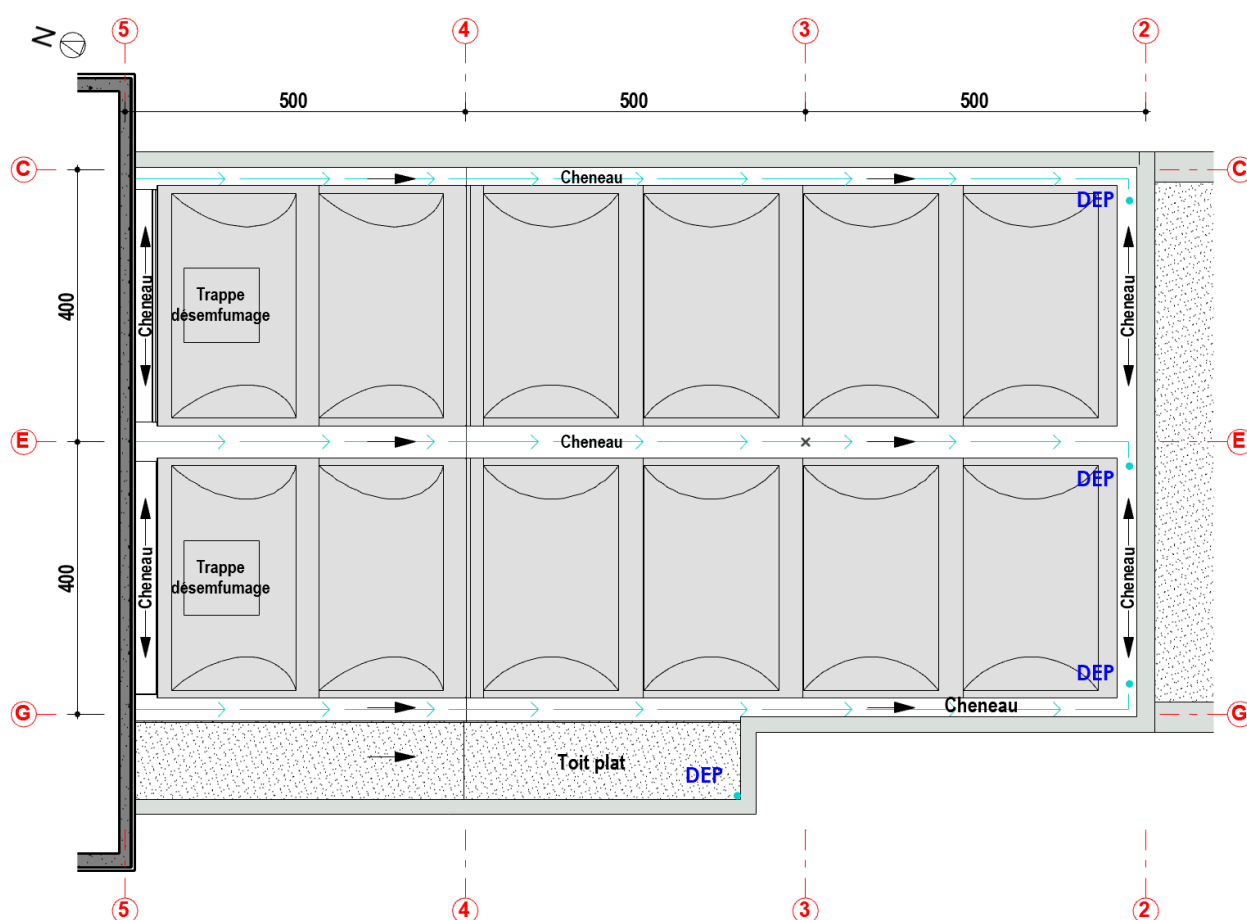 N
5
4
3
2
500
500
500
C
Cheneau
C
DEP
Cheneau
Trappe
désemfumage
Cheneau
400
E
Cheneau
E
DEP
Cheneau
Trappe
désemfumage
Cheneau
400
DEP
G
Cheneau
G
Toit plat
DEP
5
4
3
2